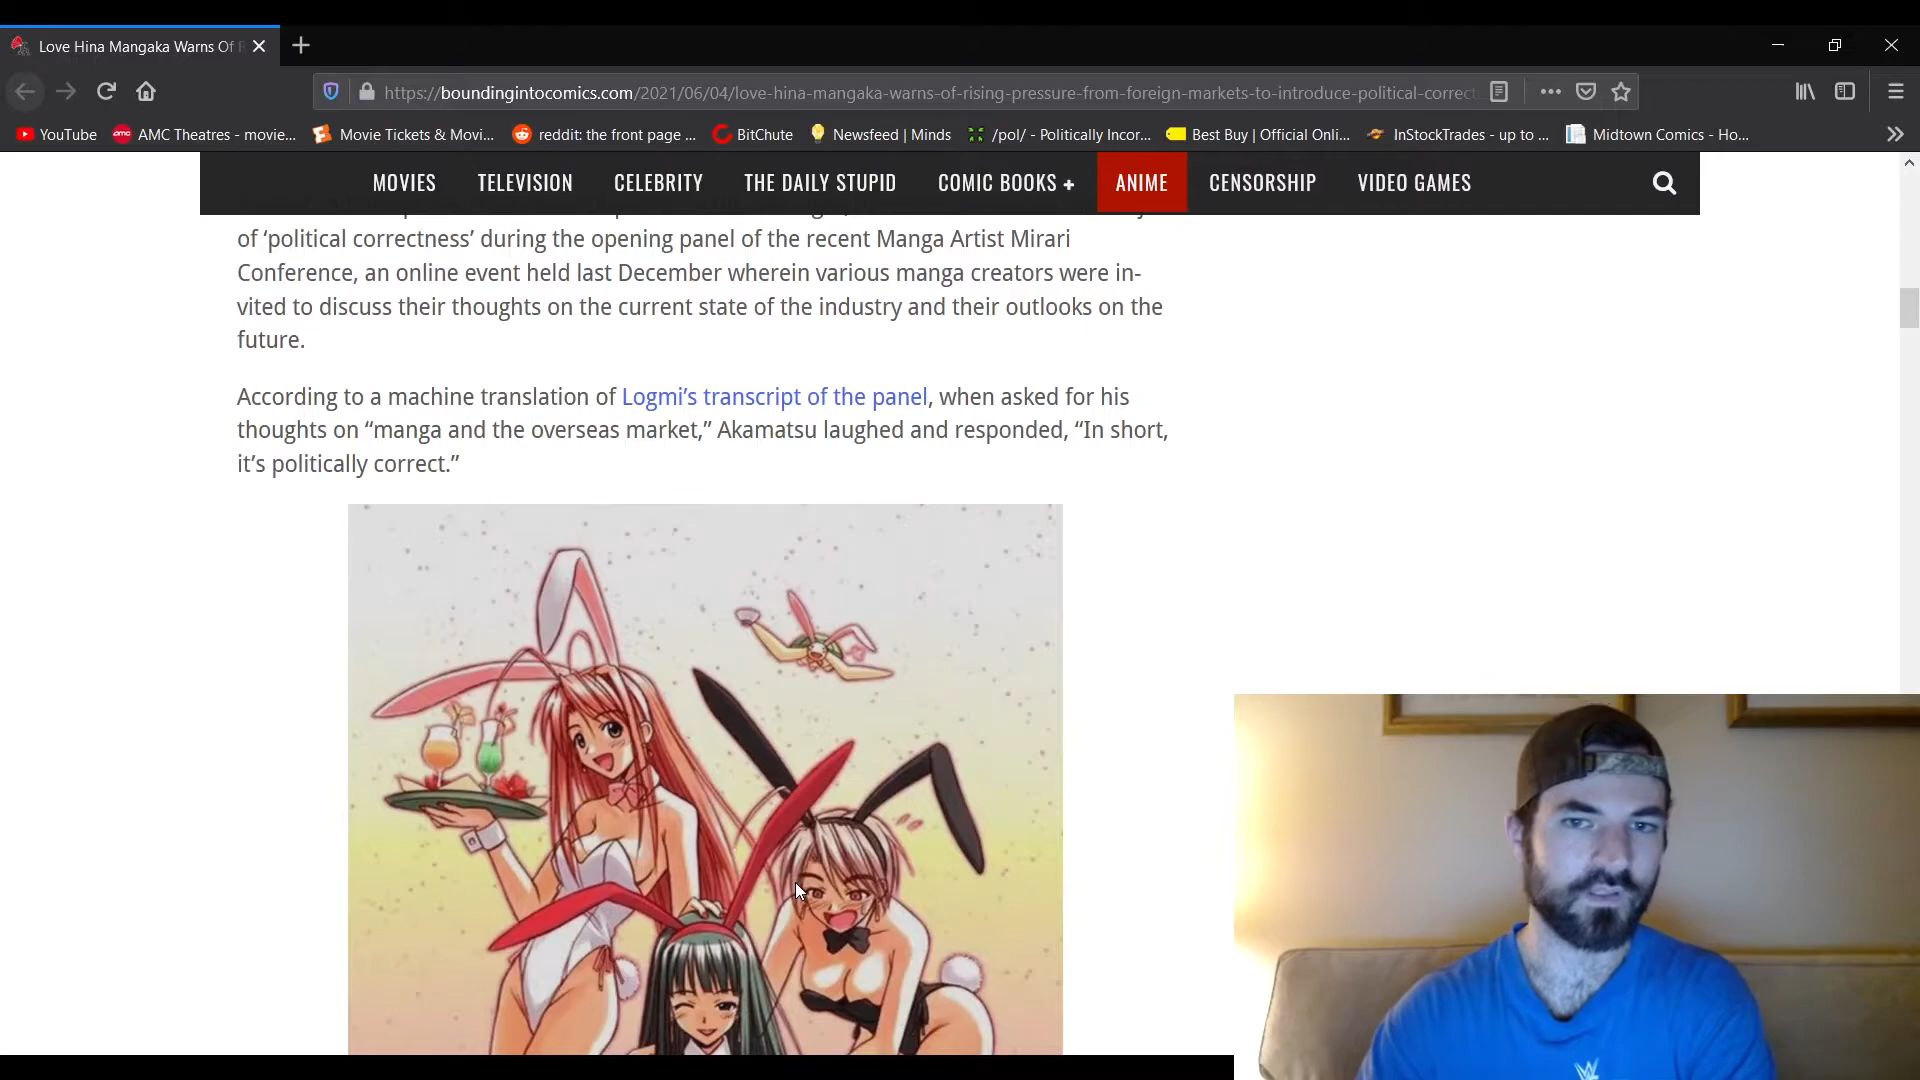 Love Hina Mangaka Warns Of R
https://boundingintocomics.com/2021/06/04/love-hina-mangaka-warns-of-rising-pressure-from-foreign-markets-to-introduce-political-correct
YouTube
AMC Theatres - movie...
Movie Tickets & Movi...
reddit: the front page ...
BitChute
Newsfeed | Minds
/pol/ - Politically Incor...
Best Buy | Official Onli...
InStockTrades - up to ...
Midtown Comics - Ho...
MOVIES TELEVISION CELEBRITY THE DAILY STUPID COMIC BOOKS + ANIME CENSORSHIP VIDEO GAMES
of ‘political correctness’ during the opening panel of the recent Manga Artist Mirari
Conference, an online event held last December wherein various manga creators were in-
vited to discuss their thoughts on the current state of the industry and their outlooks on the
future.
According to a machine translation of Logmi’s transcript of the panel, when asked for his
thoughts on “manga and the overseas market,” Akamatsu laughed and responded, “In short,
it’s politically correct.”
W